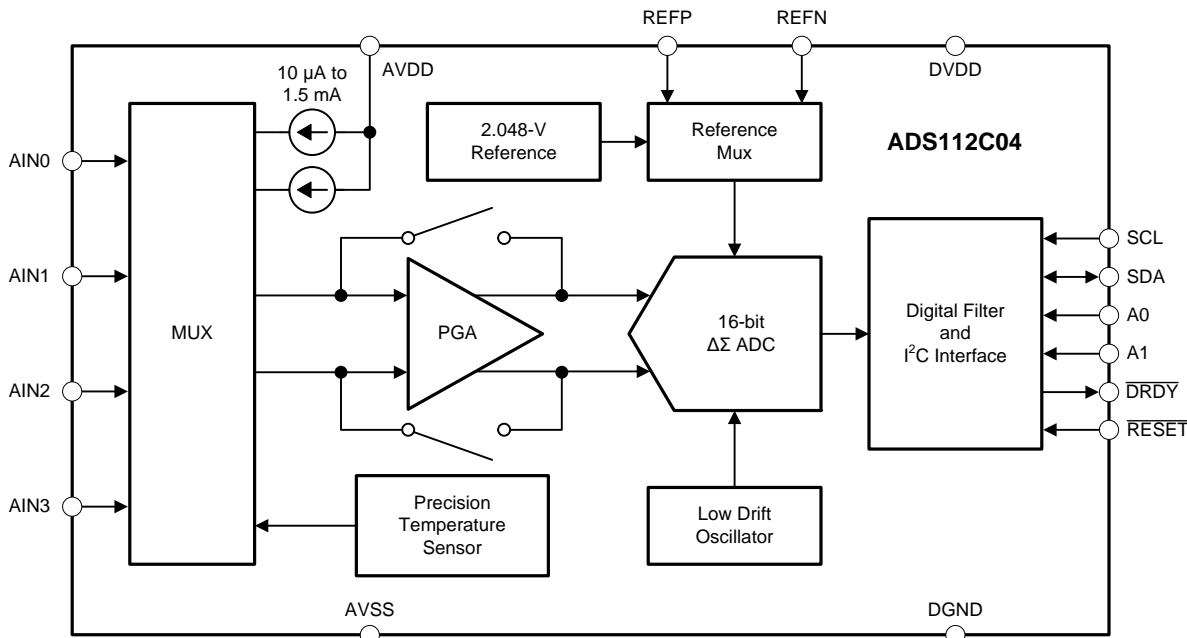 REFP
REFN
AVDD
DVDD
10 µA to
1.5 mA
2.048-V
Reference
Reference
Mux
ADS112C04
AIN0
AIN1
AIN2
AIN3
MUX
PGA
16-bit
ΔΣ ADC
Digital Filter
and
I²C Interface
SCL
SDA
A0
A1
DRDY
RESET
Precision
Temperature
Sensor
Low Drift
Oscillator
AVSS
DGND